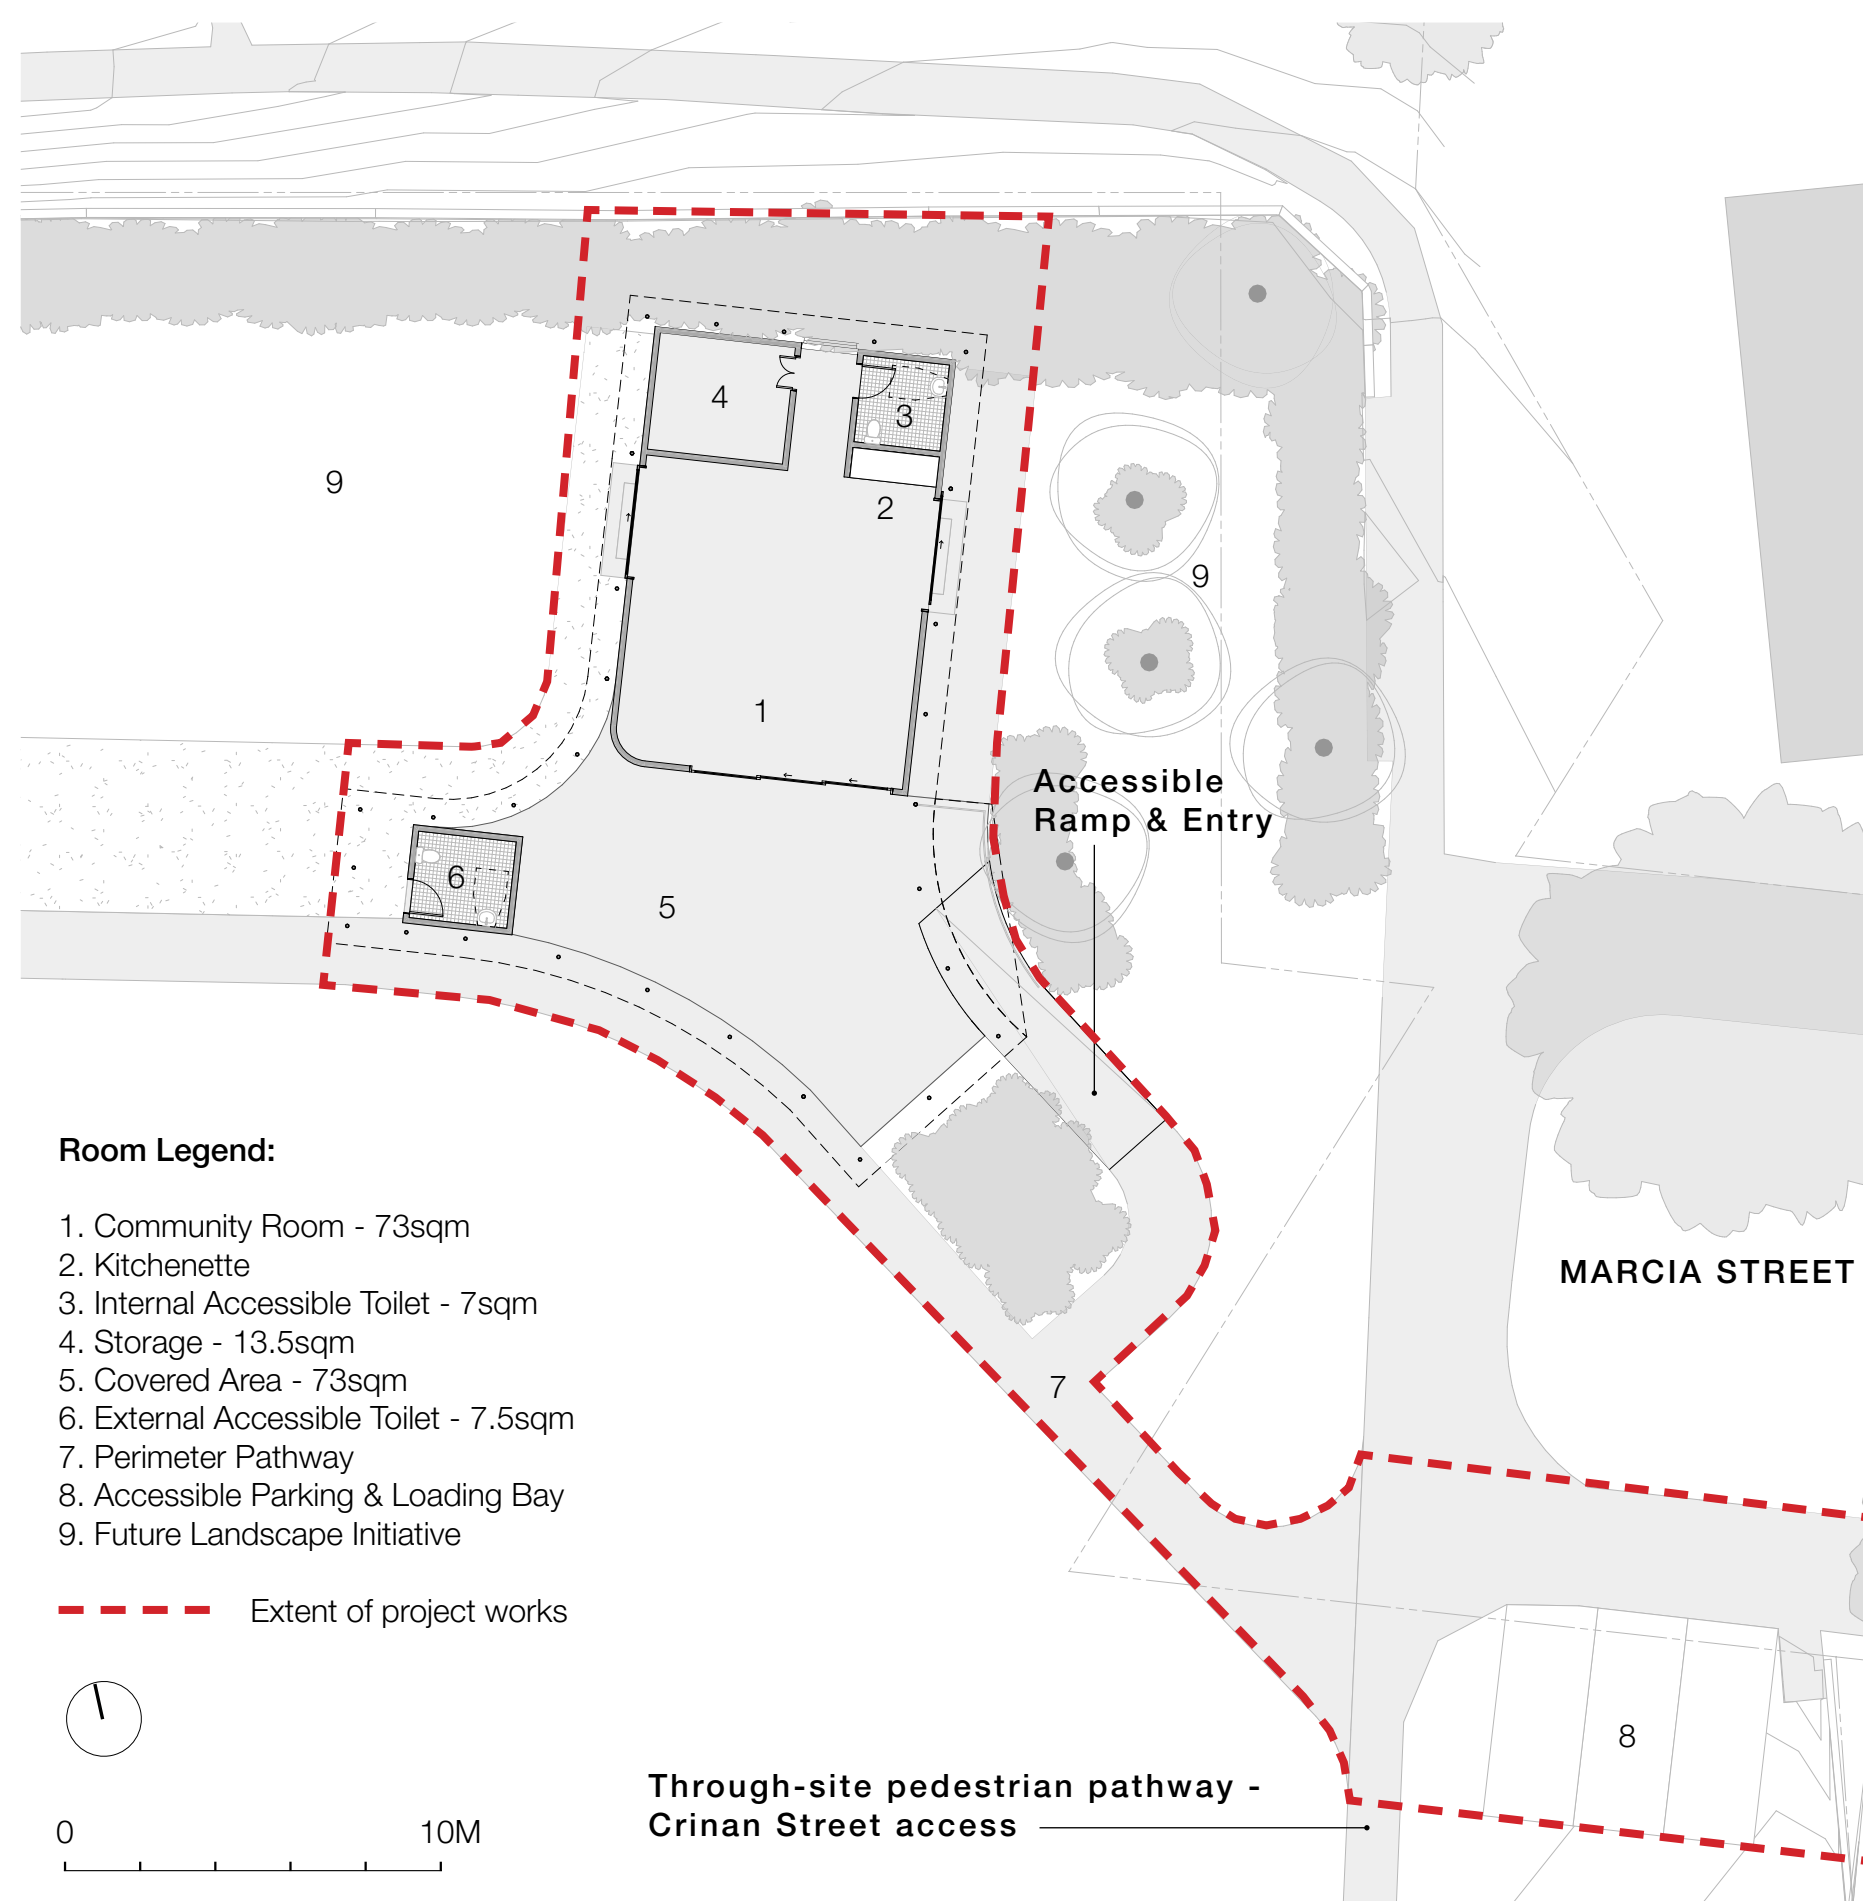 4
3
9
2
9
1
Accessible
Ramp & Entry
6
5
Room Legend:
1. Community Room - 73sqm
2. Kitchenette
3. Internal Accessible Toilet - 7sqm
4. Storage - 13.5sqm
5. Covered Area - 73sqm
6. External Accessible Toilet - 7.5sqm
7. Perimeter Pathway
8. Accessible Parking & Loading Bay
9. Future Landscape Initiative
Extent of project works
MARCIA STREET
7
8
Through-site pedestrian pathway -
Crinan Street access
0 10M